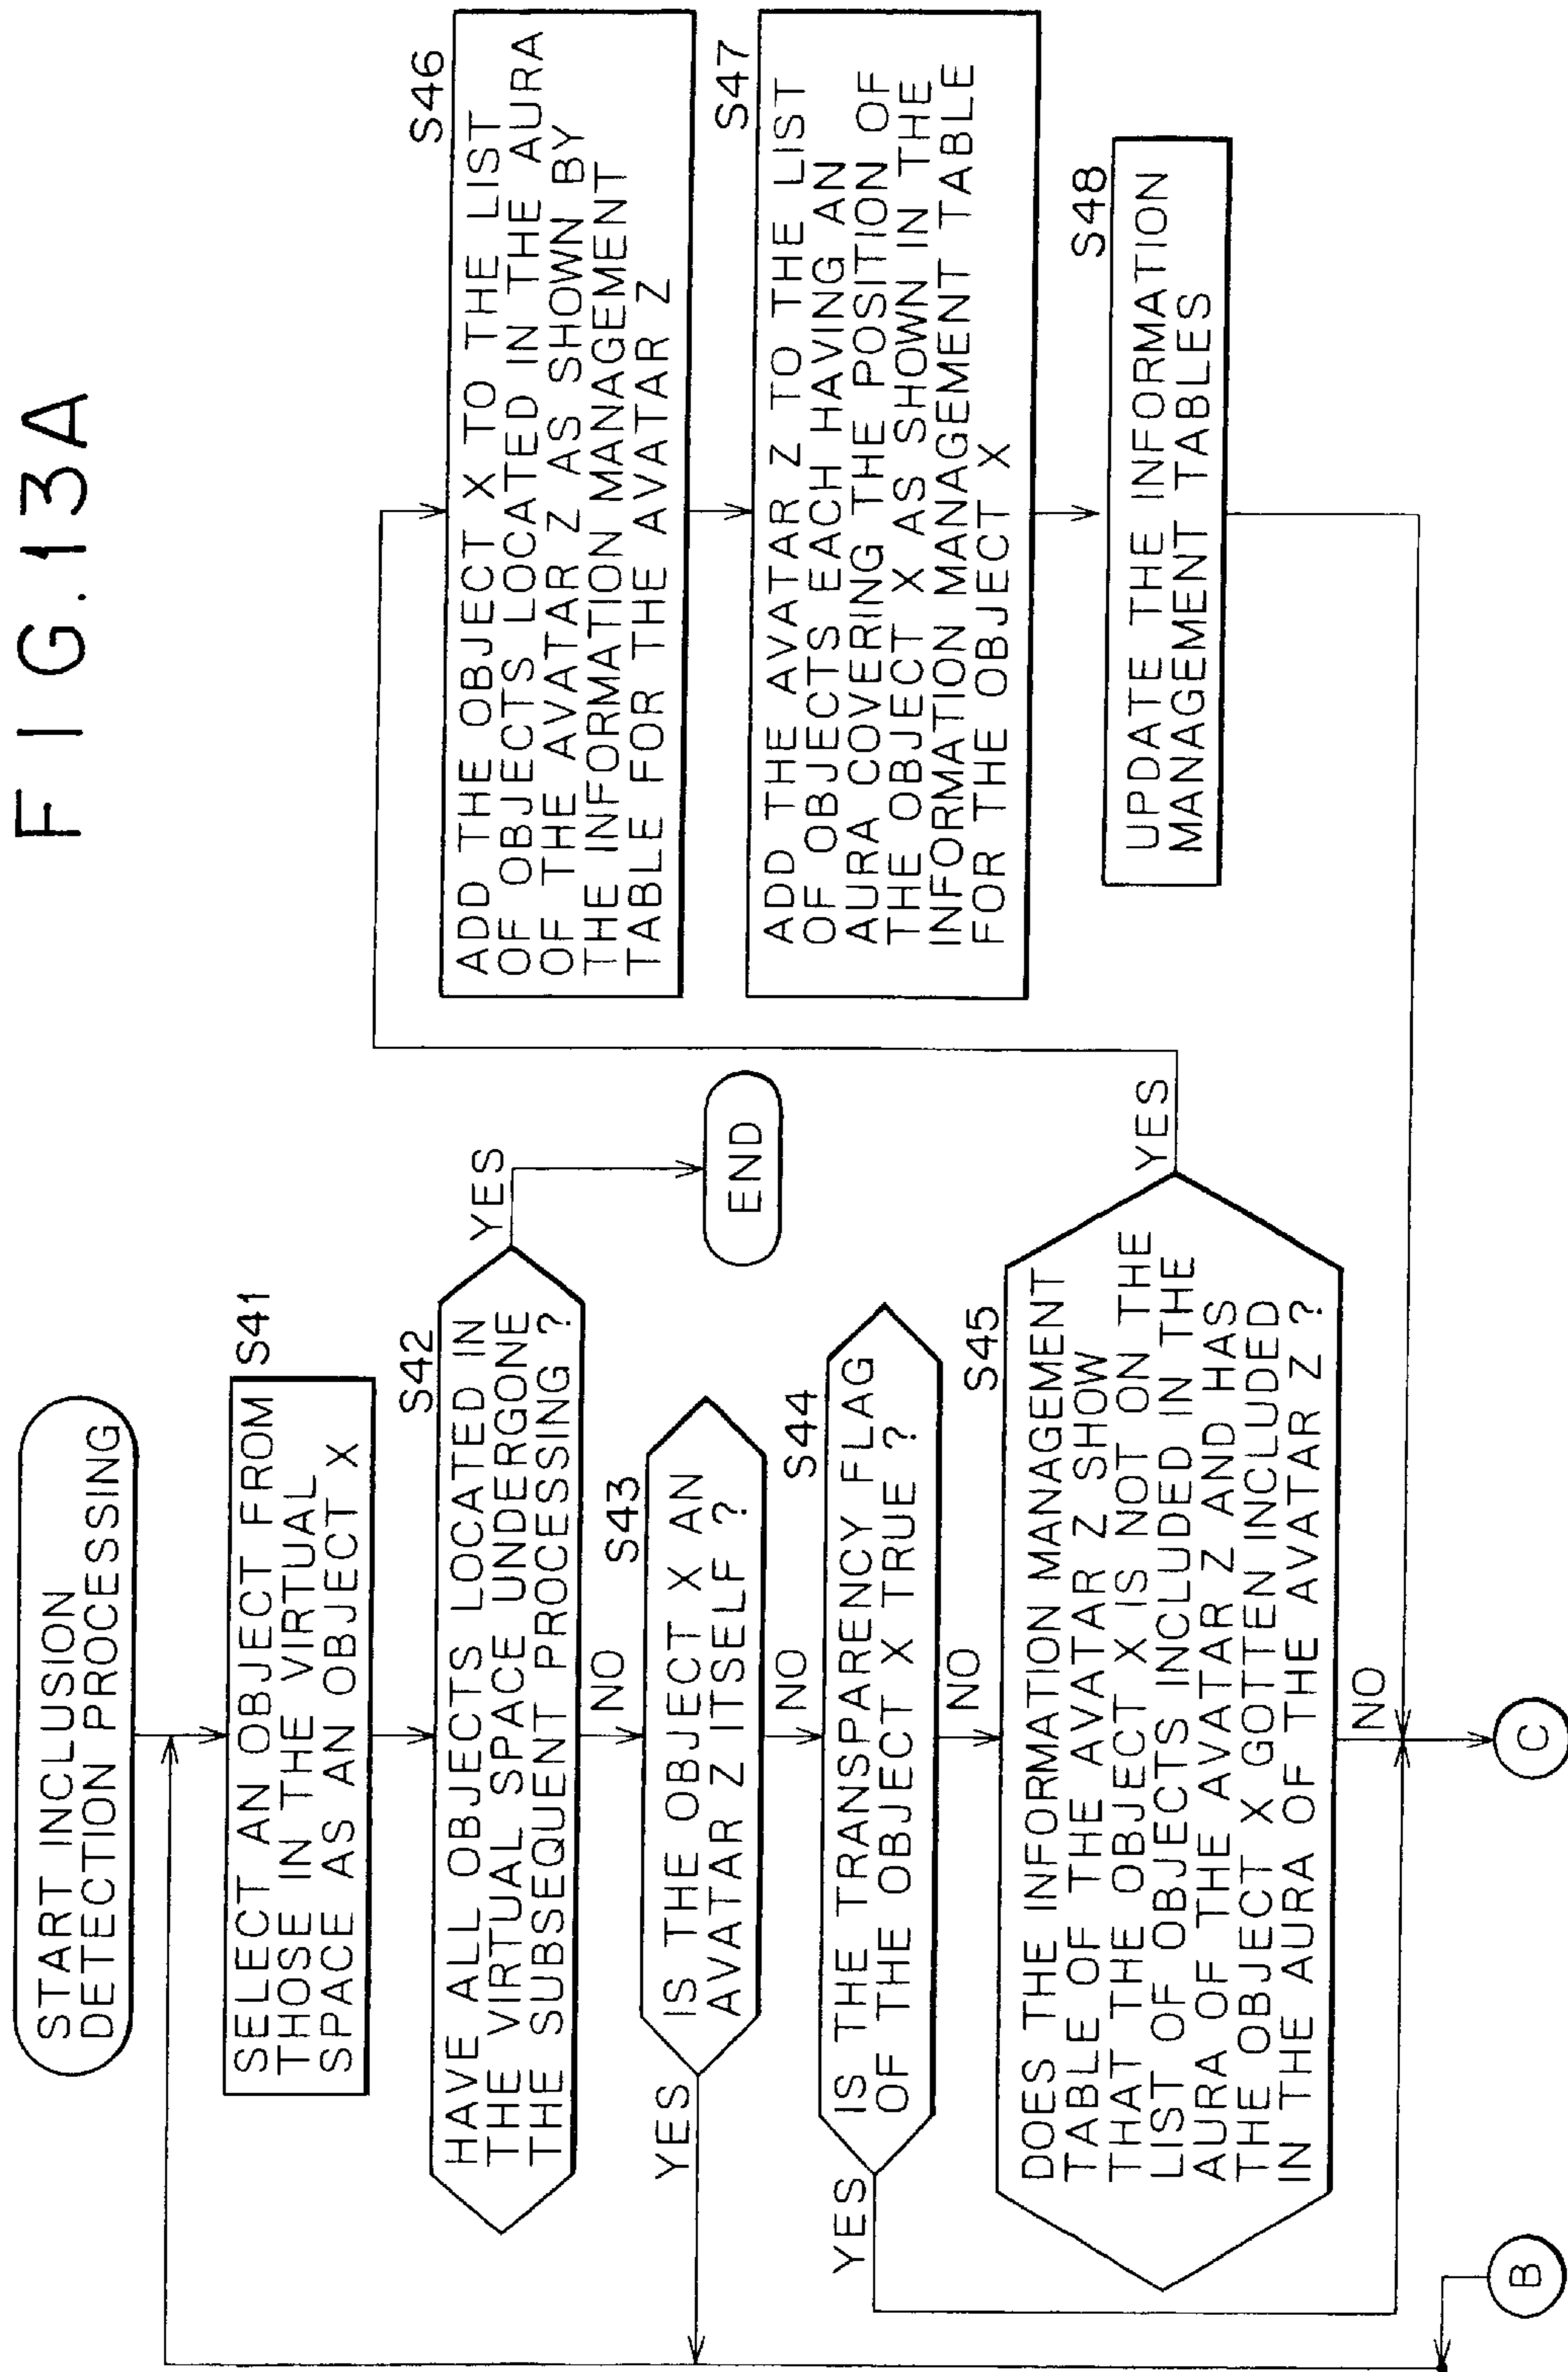 FIG.13A
START INCLUSION
DETECTION PROCESSING
S41
SELECT AN OBJECT FROM
THOSE IN THE VIRTUAL
SPACE AS AN OBJECT X
S42
HAVE ALL OBJECTS LOCATED IN
THE VIRTUAL SPACE UNDERGONE
THE SUBSEQUENT PROCESSING ?
YES
END
NO
S43
IS THE OBJECT X AN
AVATAR Z ITSELF ?
YES
NO
S44
IS THE TRANSPARENCY FLAG
OF THE OBJECT X TRUE ?
YES
NO
S45
DOES THE INFORMATION MANAGEMENT
TABLE OF THE AVATAR Z SHOW
THAT THE OBJECT X IS NOT ON THE
LIST OF OBJECTS INCLUDED IN THE
AURA OF THE AVATAR Z AND HAS
THE OBJECT X GOTTEN INCLUDED
IN THE AURA OF THE AVATAR Z ?
YES
NO
S46
ADD THE OBJECT X TO THE LIST
OF OBJECTS LOCATED IN THE AURA
OF THE AVATAR Z AS SHOWN BY
THE INFORMATION MANAGEMENT
TABLE FOR THE AVATAR Z
S47
ADD THE AVATAR Z TO THE LIST
OF OBJECTS EACH HAVING AN
AURA COVERING THE POSITION OF
THE OBJECT X AS SHOWN IN THE
INFORMATION MANAGEMENT TABLE
FOR THE OBJECT X
S48
UPDATE THE INFORMATION
MANAGEMENT TABLES
B
C